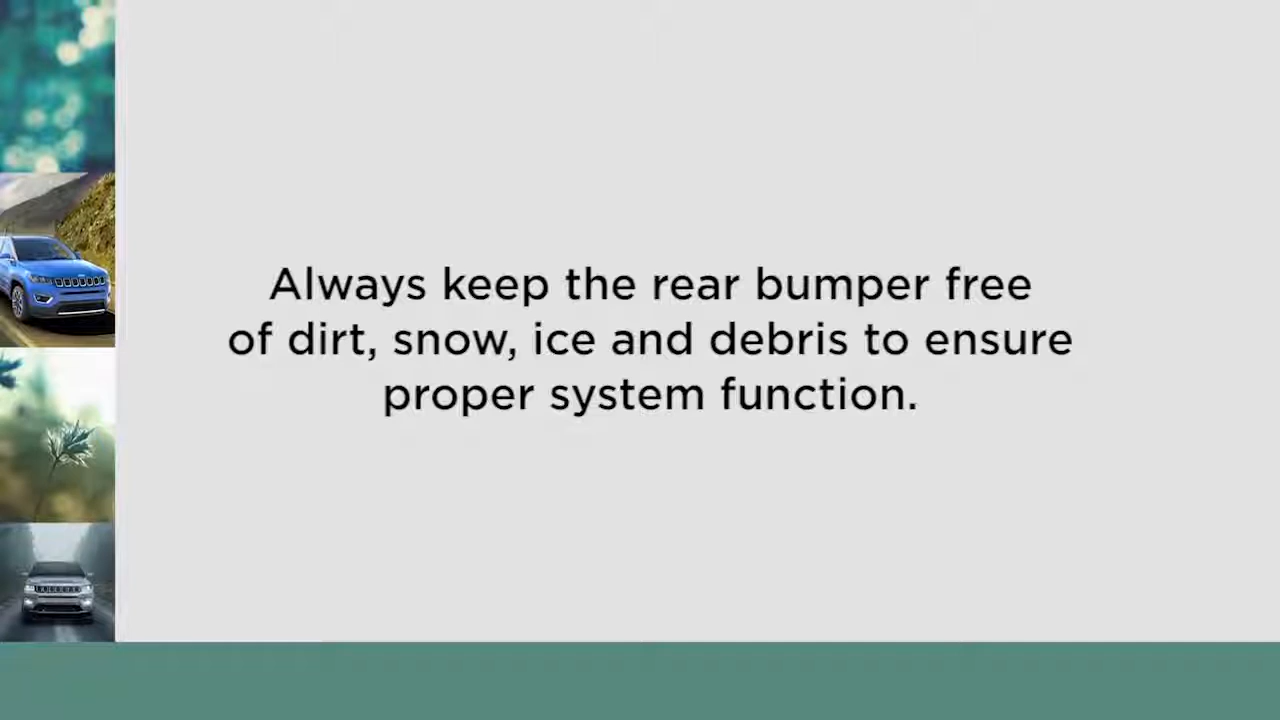 Always keep the rear bumper free
of dirt, snow, ice and debris to ensure
proper system function.